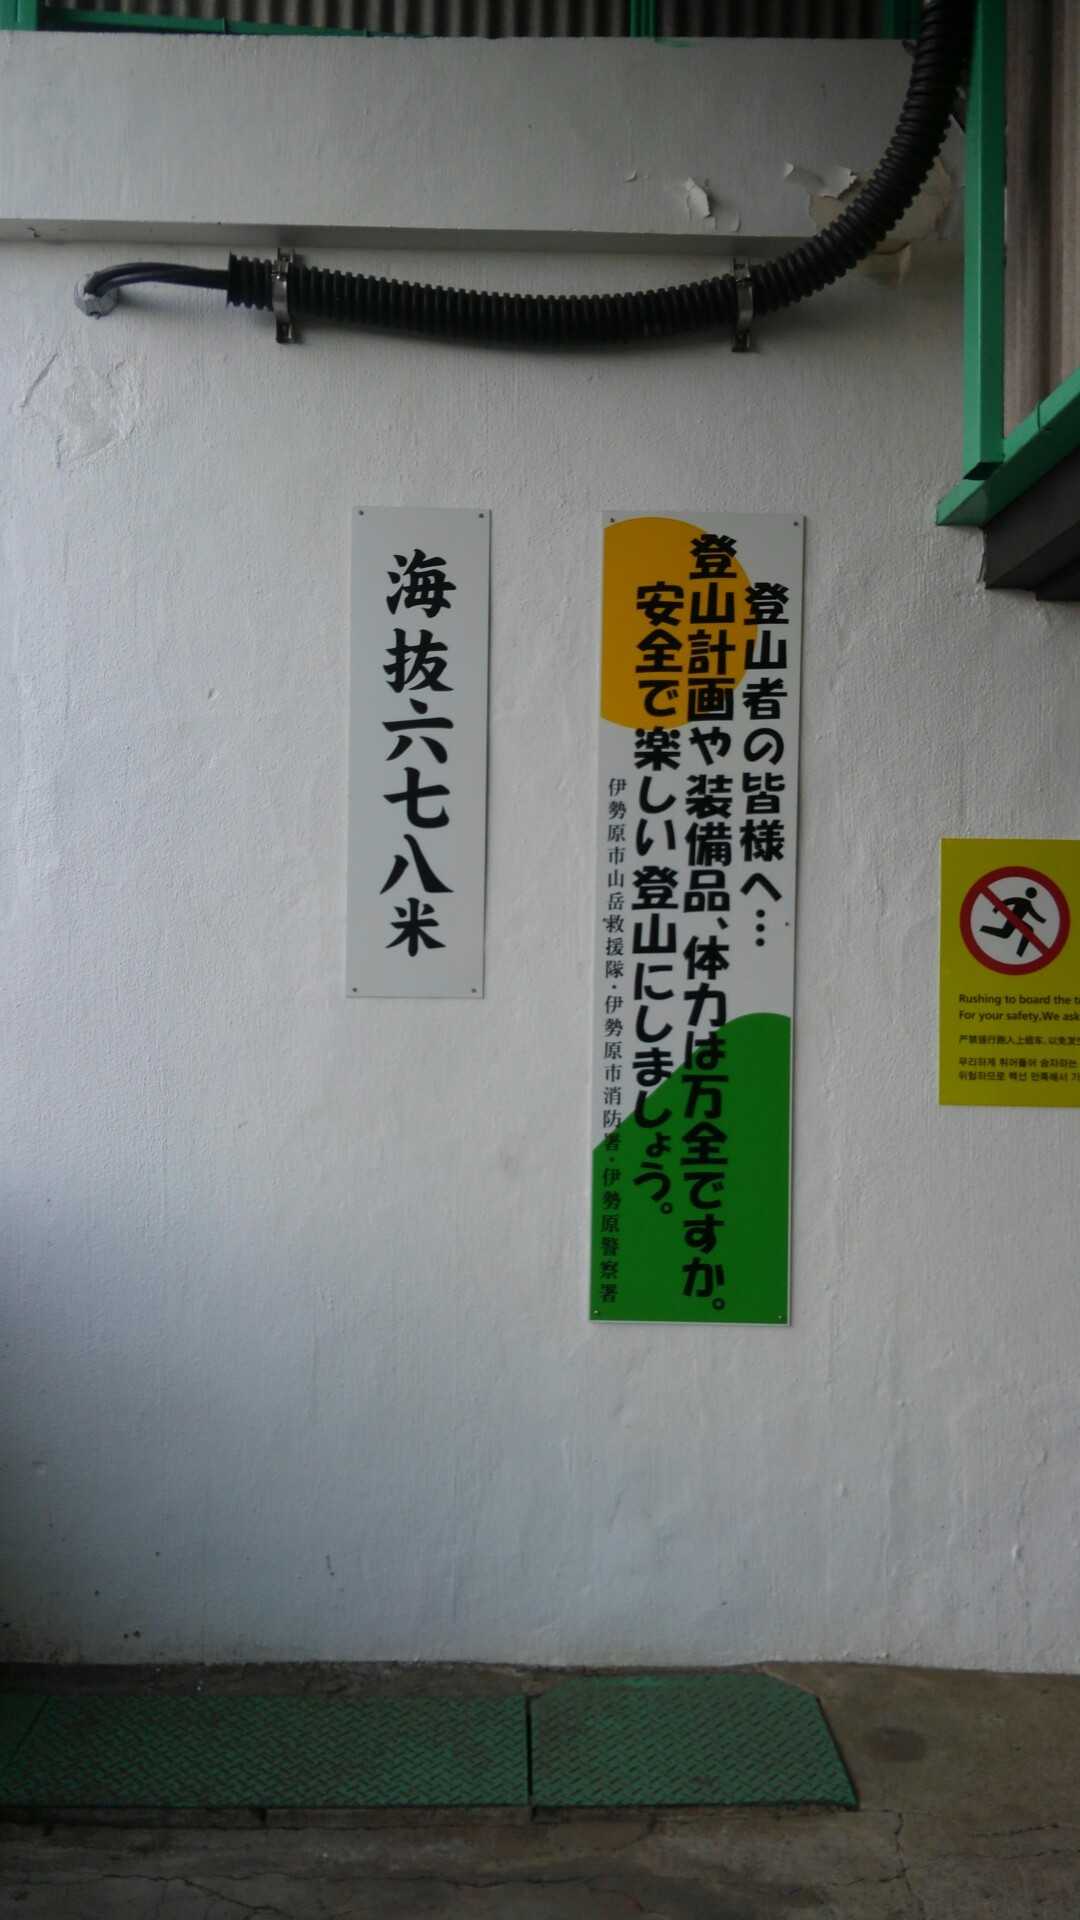 海抜六七八米
登山者の皆様へ…
登山計画や装備品、体力は万全ですか。
安全で楽しい登山にしましょう。
伊勢原市山岳救援隊・伊勢原市消防署・伊勢原警察署
Rushing to board the
For your safety,We ask